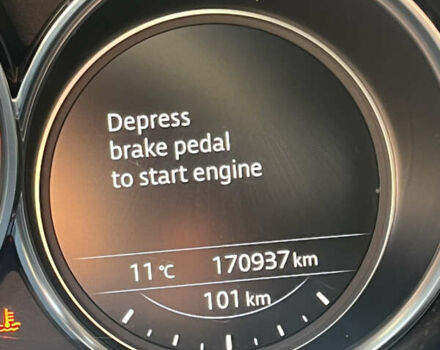 Depress
brake pedal
to start engine
11°C 170937 km
101 km